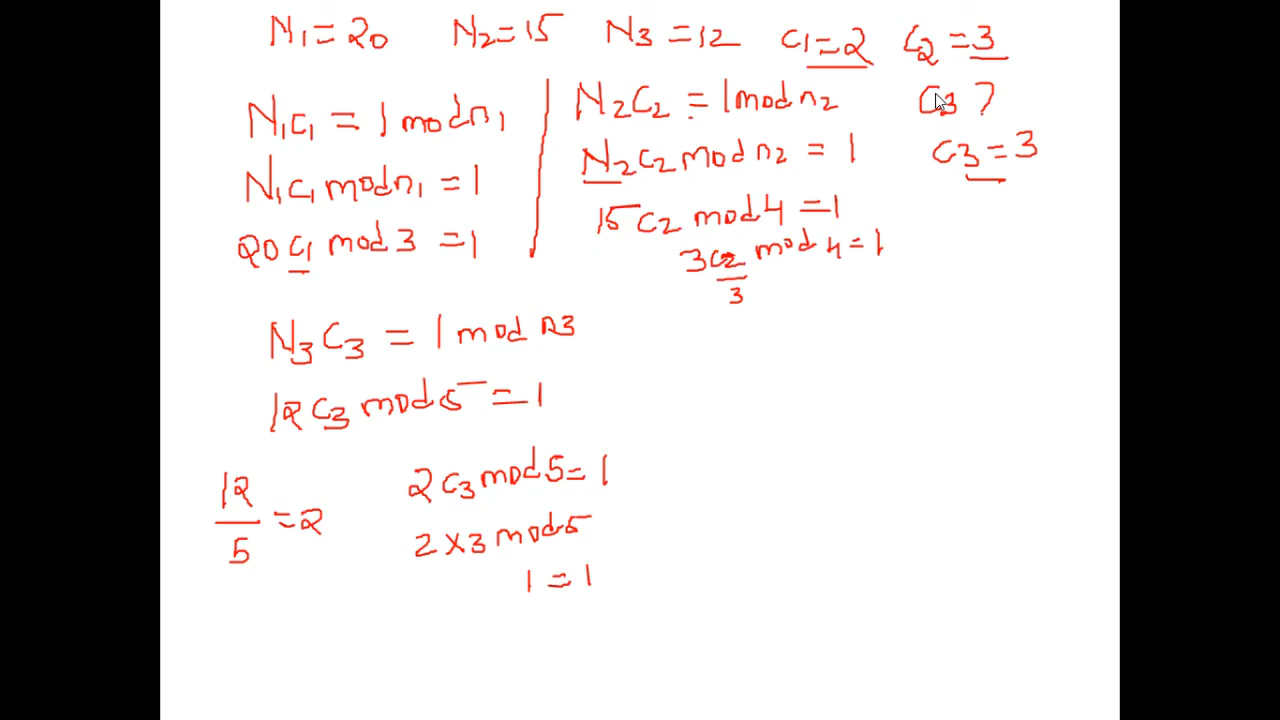 N1 = 20 N2 = 15 N3 = 12 C1 = 2 C2 = 3
N1C1 = 1 mod n1
N1C1 mod n1 = 1
20 C1 mod 3 = 1
N2C2 = 1 mod n2
N2C2 mod n2 = 1
15 C2 mod 4 = 1
3C2 mod 4 = 1
3
C3 ?
C3 = 3
N3C3 = 1 mod n3
12 C3 mod 5 = 1
12
5
= 2
2 C3 mod 5 = 1
2 x 3 mod 5
1 = 1